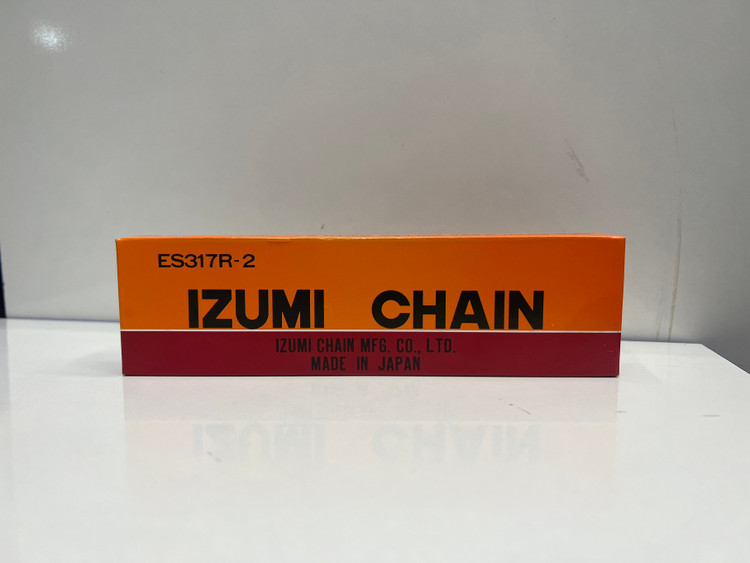 ES317R-2
IZUMI CHAIN
IZUMI CHAIN MFG. CO., LTD.
MADE IN JAPAN